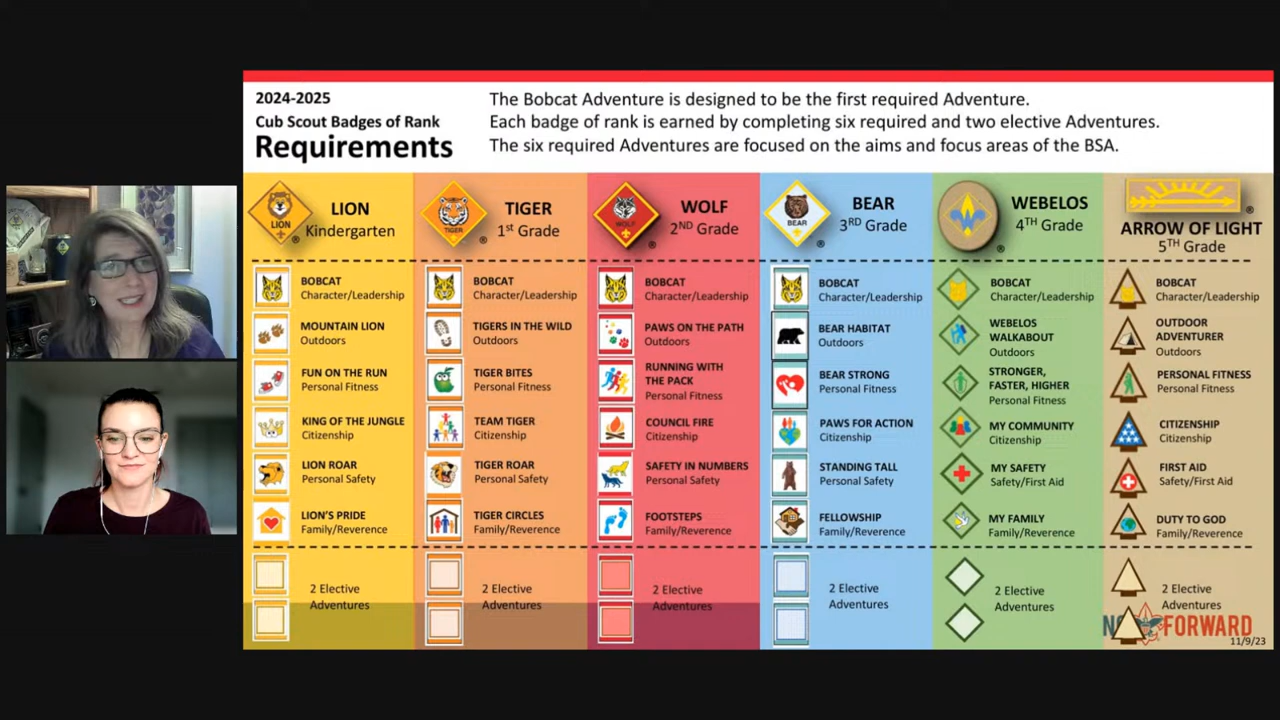 2024-2025
Cub Scout Badges of Rank
Requirements
The Bobcat Adventure is designed to be the first required Adventure.
Each badge of rank is earned by completing six required and two elective Adventures.
The six required Adventures are focused on the aims and focus areas of the BSA.
LION
LION
Kindergarten
BOBCAT
Character/Leadership
MOUNTAIN LION
Outdoors
FUN ON THE RUN
Personal Fitness
KING OF THE JUNGLE
Citizenship
LION ROAR
Personal Safety
LION'S PRIDE
Family/Reverence
2 Elective
Adventures
TIGER
TIGER
1st Grade
BOBCAT
Character/Leadership
TIGERS IN THE WILD
Outdoors
TIGER BITES
Personal Fitness
TEAM TIGER
Citizenship
TIGER ROAR
Personal Safety
TIGER CIRCLES
Family/Reverence
2 Elective
Adventures
WOLF
WOLF
2ND Grade
BOBCAT
Character/Leadership
PAWS ON THE PATH
Outdoors
RUNNING WITH
THE PACK
Personal Fitness
COUNCIL FIRE
Citizenship
SAFETY IN NUMBERS
Personal Safety
FOOTSTEPS
Family/Reverence
2 Elective
Adventures
BEAR
BEAR
3RD Grade
BOBCAT
Character/Leadership
BEAR HABITAT
Outdoors
BEAR STRONG
Personal Fitness
PAWS FOR ACTION
Citizenship
STANDING TALL
Personal Safety
FELLOWSHIP
Family/Reverence
2 Elective
Adventures
WEBELOS
4TH Grade
BOBCAT
Character/Leadership
WEBELOS
WALKABOUT
Outdoors
STRONGER,
FASTER, HIGHER
Personal Fitness
MY COMMUNITY
Citizenship
MY SAFETY
Safety/First Aid
MY FAMILY
Family/Reverence
2 Elective
Adventures
ARROW OF LIGHT
5TH Grade
BOBCAT
Character/Leadership
OUTDOOR
ADVENTURER
Outdoors
PERSONAL FITNESS
Personal Fitness
CITIZENSHIP
Citizenship
FIRST AID
Safety/First Aid
DUTY TO GOD
Family/Reverence
2 Elective
Adventures
FORWARD
11/9/23